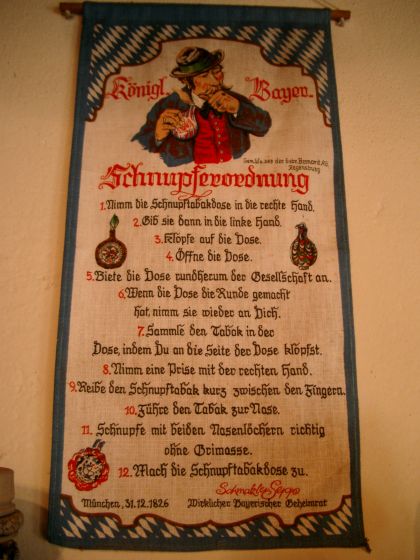 Königl. Bayer.
Schnupferordnung
1. Nimm die Schnupftabakdose in die rechte Hand.
2. Gib sie dann in die linke Hand.
3. Klopfe auf die Dose.
4. Öffne die Dose.
5. Biete die Dose rundherum der Gesellschaft an.
6. Wenn die Dose die Runde gemacht
hat, nimm sie wieder an Dich.
7. Sammle den Tabak in der
Dose, indem Du an die Seite der Dose klopfst.
8. Nimm eine Prise mit der rechten Hand.
9. Reibe den Schnupftabak kurz zwischen den Fingern.
10. Führe den Tabak zur Nase.
11. Schnupfe mit beiden Nasenlöchern richtig
ohne Grimasse.
12. Mach die Schnupftabakdose zu.
München, 31.12.1826 Wirklicher Bayerischer Geheimrat